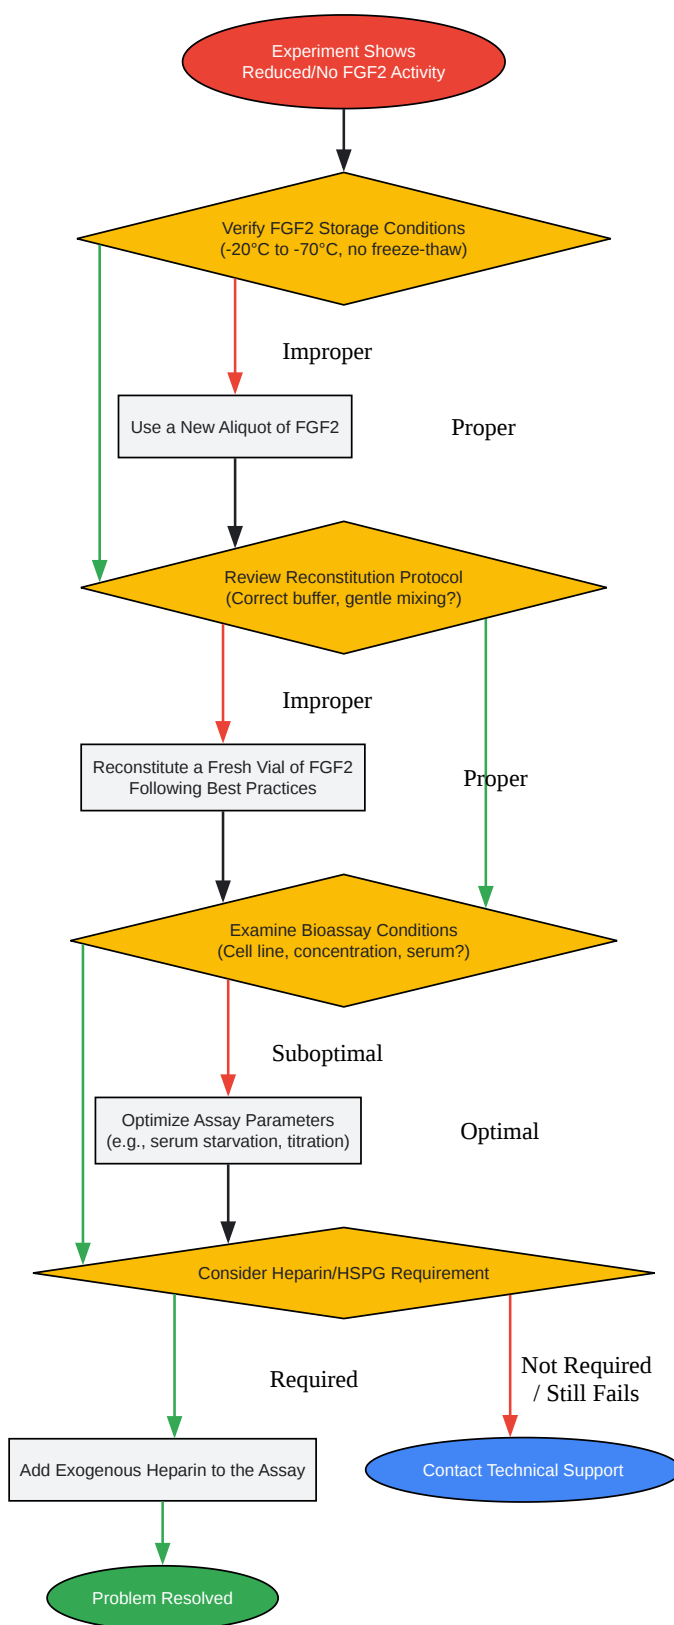 Experiment Shows
Reduced/No FGF2 Activity
Verify FGF2 Storage Conditions
(-20°C to -70°C, no freeze-thaw)
Improper
Use a New Aliquot of FGF2
Proper
Review Reconstitution Protocol
(Correct buffer, gentle mixing?)
Improper
Reconstitute a Fresh Vial of FGF2
Following Best Practices
Proper
Examine Bioassay Conditions
(Cell line, concentration, serum?)
Suboptimal
Optimize Assay Parameters
(e.g., serum starvation, titration)
Optimal
Consider Heparin/HSPG Requirement
Required
Not Required
/ Still Fails
Add Exogenous Heparin to the Assay
Contact Technical Support
Problem Resolved